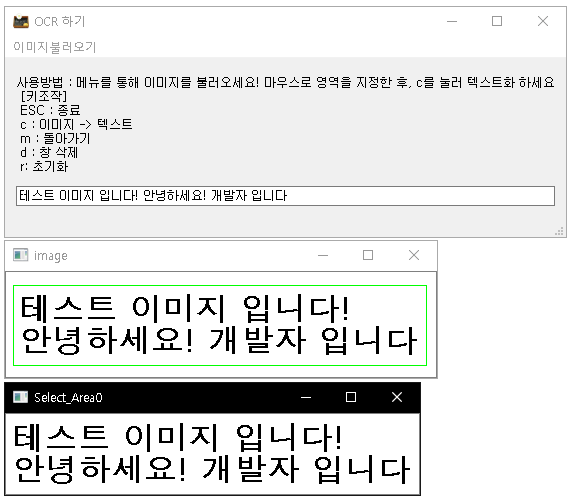 OCR 하기
이미지불러오기
사용방법 : 메뉴를 통해 이미지를 불러오세요! 마우스로 영역을 지정한 후, c를 눌러 텍스트화 하세요
[키조작]
ESC : 종료
c : 이미지 -> 텍스트
m : 돌아가기
d : 창 삭제
r: 초기화
테스트 이미지 입니다! 안녕하세요! 개발자 입니다
image
테스트 이미지 입니다!
안녕하세요! 개발자 입니다
Select_Area0
테스트 이미지 입니다!
안녕하세요! 개발자 입니다